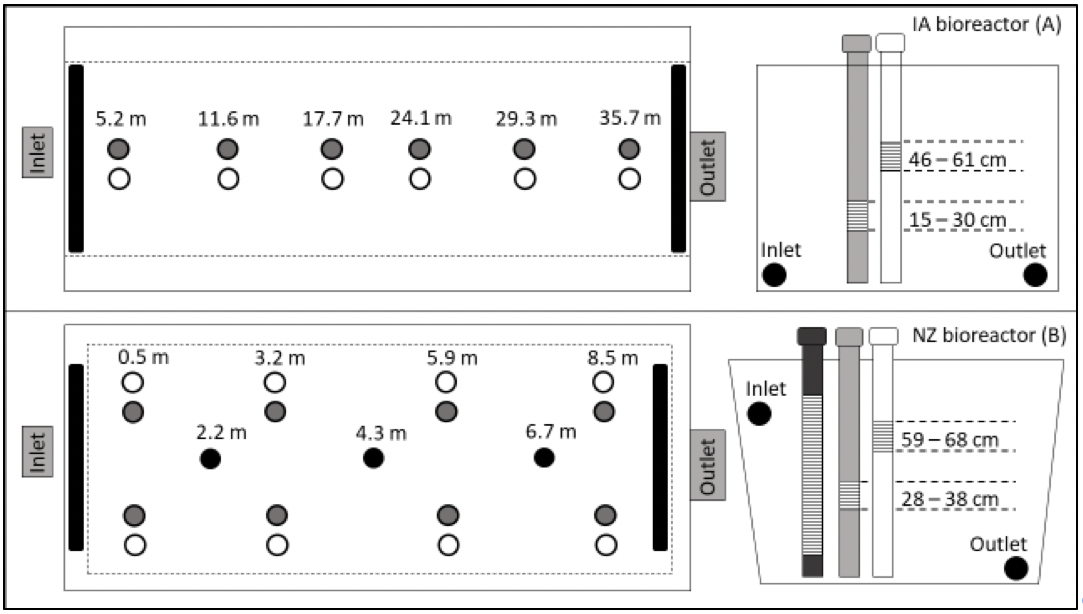 IA bioreactor (A)
5.2 m 11.6 m 17.7 m 24.1 m 29.3 m 35.7 m
Inlet
Outlet
46 – 61 cm
15 – 30 cm
Inlet
Outlet
NZ bioreactor (B)
0.5 m 3.2 m 5.9 m 8.5 m
2.2 m 4.3 m 6.7 m
Inlet
Outlet
Inlet
59 – 68 cm
28 – 38 cm
Outlet